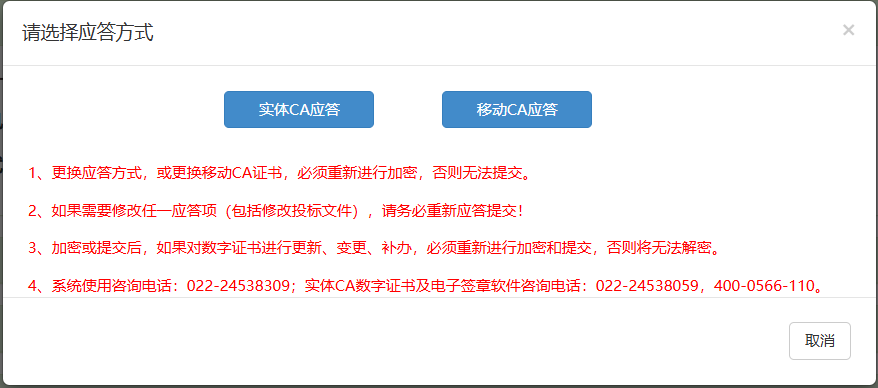 请选择应答方式
×
实体CA应答 移动CA应答
1、更换应答方式，或更换移动CA证书，必须重新进行加密，否则无法提交。
2、如果需要修改任一应答项（包括修改投标文件），请务必重新应答提交！
3、加密或提交后，如果对数字证书进行更新、变更、补办，必须重新进行加密和提交，否则将无法解密。
4、系统使用咨询电话：022-24538309；实体CA数字证书及电子签章软件咨询电话：022-24538059，400-0566-110。
取消